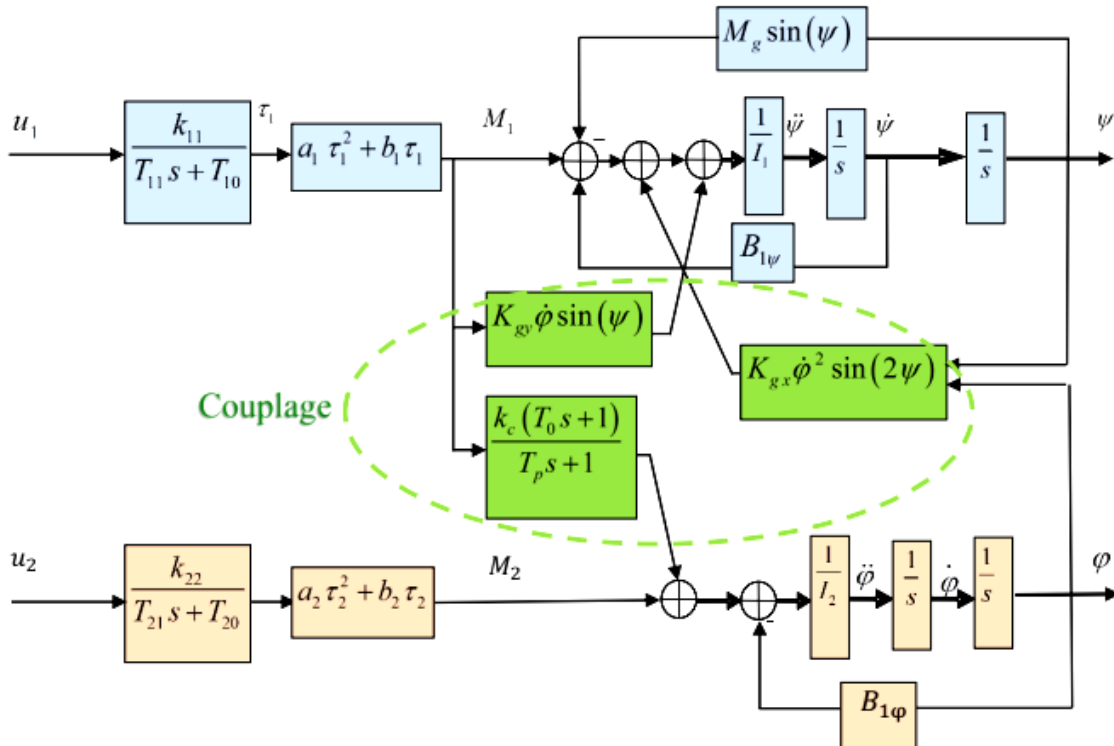 M_g sin(ψ)
u_1
k_11 / (T_11 s + T_10)
τ_1
a_1 τ_1^2 + b_1 τ_1
M_1
-
1 / I_1
ψ̈
1 / s
ψ̇
1 / s
ψ
B_1ψ
K_gy φ̇ sin(ψ)
K_gx φ̇^2 sin(2ψ)
Couplage
k_c (T_0 s + 1) / (T_p s + 1)
u_2
k_22 / (T_21 s + T_20)
a_2 τ_2^2 + b_2 τ_2
M_2
-
1 / I_2
φ̈
1 / s
φ̇
1 / s
φ
B_1φ